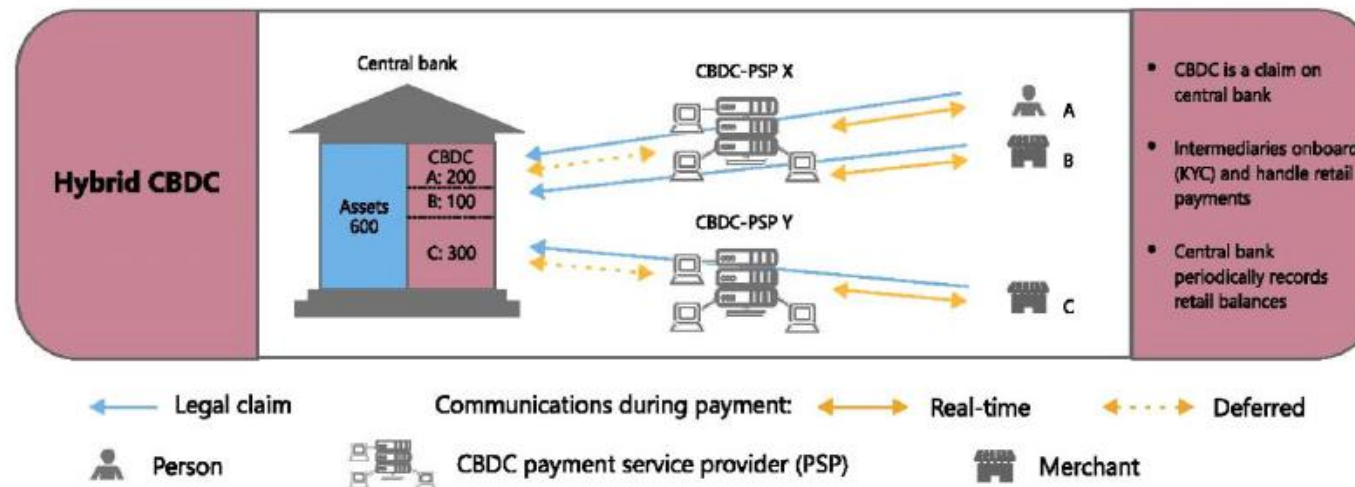 Hybrid CBDC
Central bank
Assets
600
CBDC
A: 200
B: 100
C: 300
CBDC-PSP X
CBDC-PSP Y
A
B
C
• CBDC is a claim on
central bank
• Intermediaries onboard
(KYC) and handle retail
payments
• Central bank
periodically records
retail balances
Legal claim
Communications during payment:
Real-time
Deferred
Person
CBDC payment service provider (PSP)
Merchant